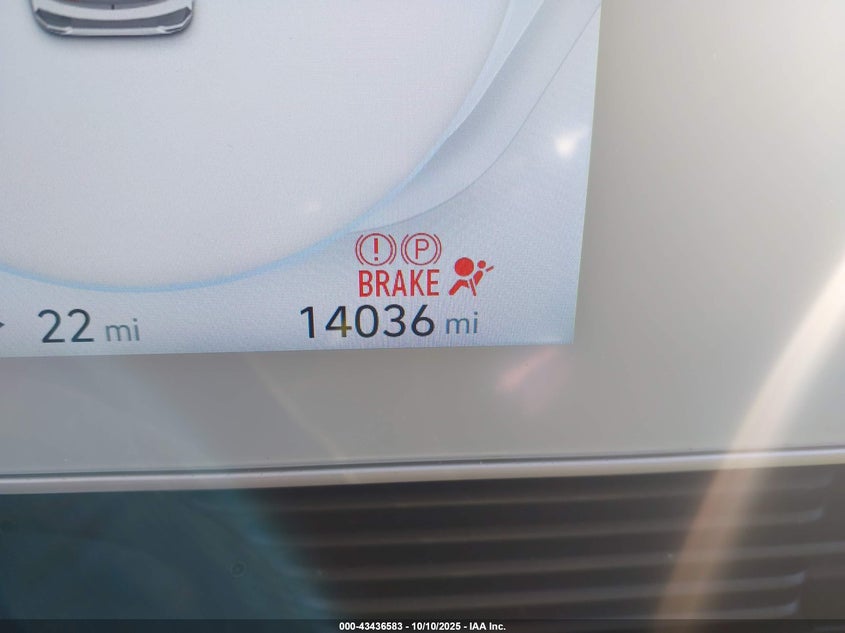 (!) (P)
BRAKE
22 mi 14036 mi
000-43436583 - 10/10/2025 - IAA Inc.